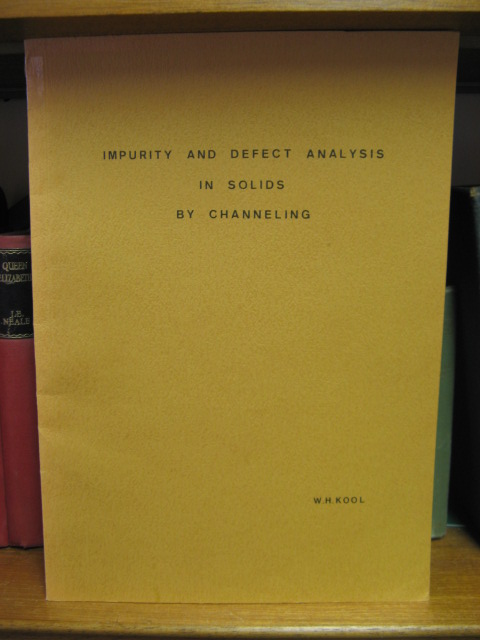 IMPURITY AND DEFECT ANALYSIS
IN SOLIDS
BY CHANNELING
W.H.KOOL
QUEEN
ELIZABETH
J.E.
NEALE